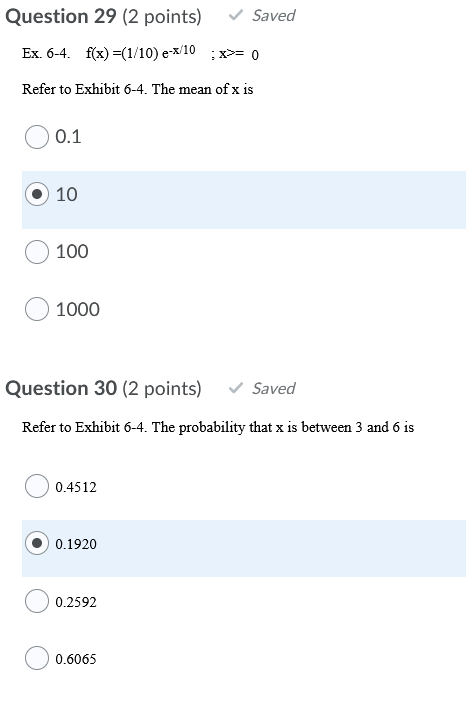 Question 29 (2 points) ✓ Saved
Ex. 6-4. f(x) =(1/10) e-x/10 ; x>= 0
Refer to Exhibit 6-4. The mean of x is
0.1
10
100
1000
Question 30 (2 points) ✓ Saved
Refer to Exhibit 6-4. The probability that x is between 3 and 6 is
0.4512
0.1920
0.2592
0.6065